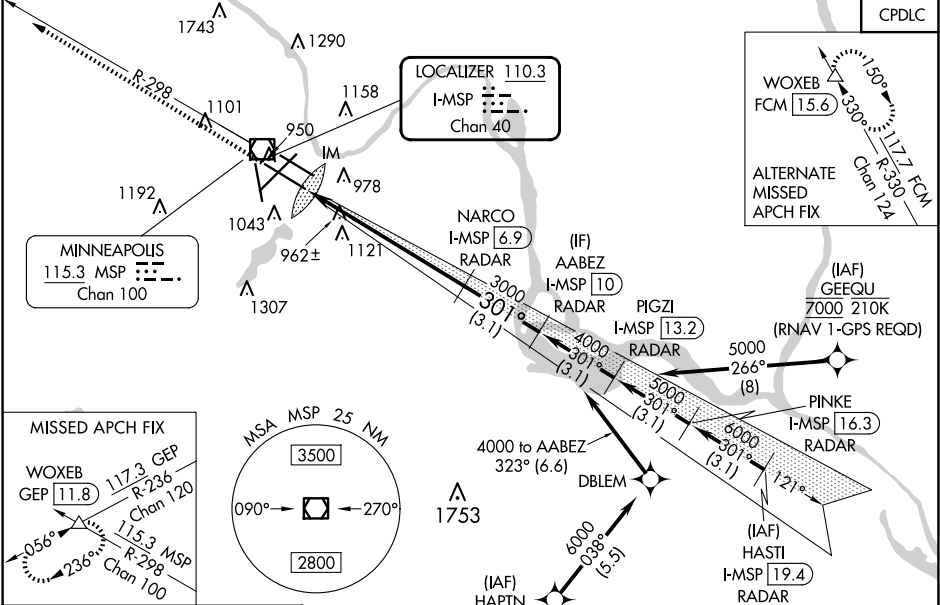 CPDLC
1743
1290
R-298
1101
1158
950
LOCALIZER 110.3
I-MSP
Chan 40
IM
978
1192
1043
962±
1121
1307
MINNEAPOLIS
115.3 MSP
Chan 100
WOXEB
FCM 15.6
150°
330°
117.7 FCM
R-330
Chan 124
ALTERNATE
MISSED
APCH FIX
NARCO
I-MSP 6.9
RADAR
(IF)
AABEZ
I-MSP 10
RADAR
PIGZI
I-MSP 13.2
RADAR
(IAF)
GEEQU
7000 210K
(RNAV 1-GPS REQD)
3000
301°
(3.1)
4000
301°
(3.1)
5000
301°
(3.1)
6000
301°
(3.1)
121°
5000
266°
(8)
PINKE
I-MSP 16.3
RADAR
4000 to AABEZ
323° (6.6)
DBLEM
6000
038°
(5.5)
(IAF)
HAPTN
(IAF)
HASTI
I-MSP 19.4
RADAR
MISSED APCH FIX
WOXEB
GEP 11.8
117.3 GEP
R-236
Chan 120
056°
236°
115.3 MSP
R-298
Chan 100
MSA MSP 25 NM
3500
090°
270°
2800
1753